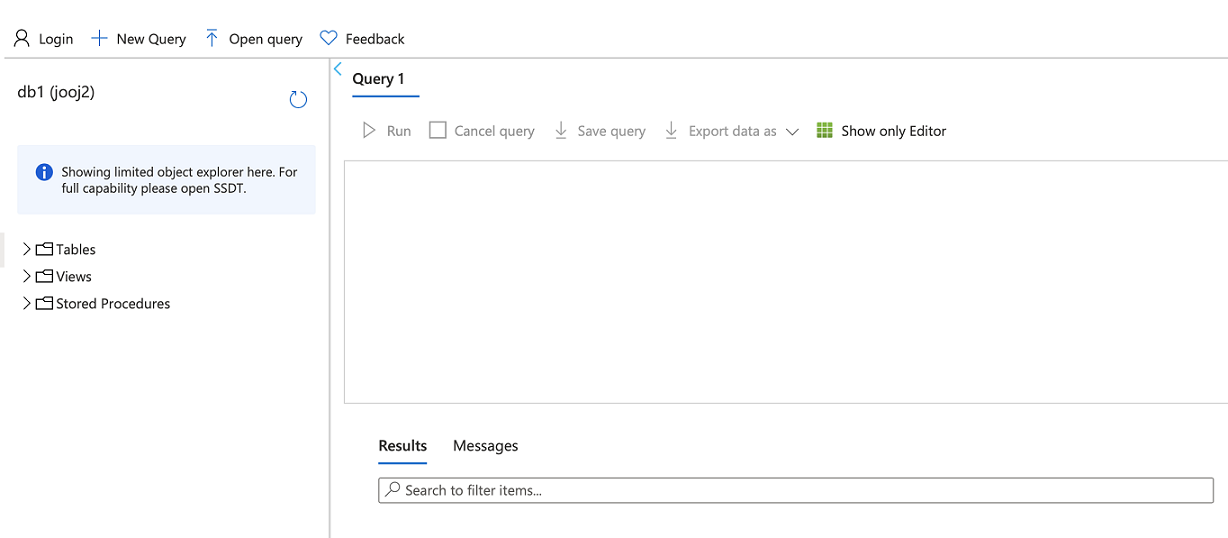 Login New Query Open query Feedback
db1 (jooj2)
Showing limited object explorer here. For
full capability please open SSDT.
Tables
Views
Stored Procedures
Query 1
Run Cancel query Save query Export data as Show only Editor
Results Messages
Search to filter items...